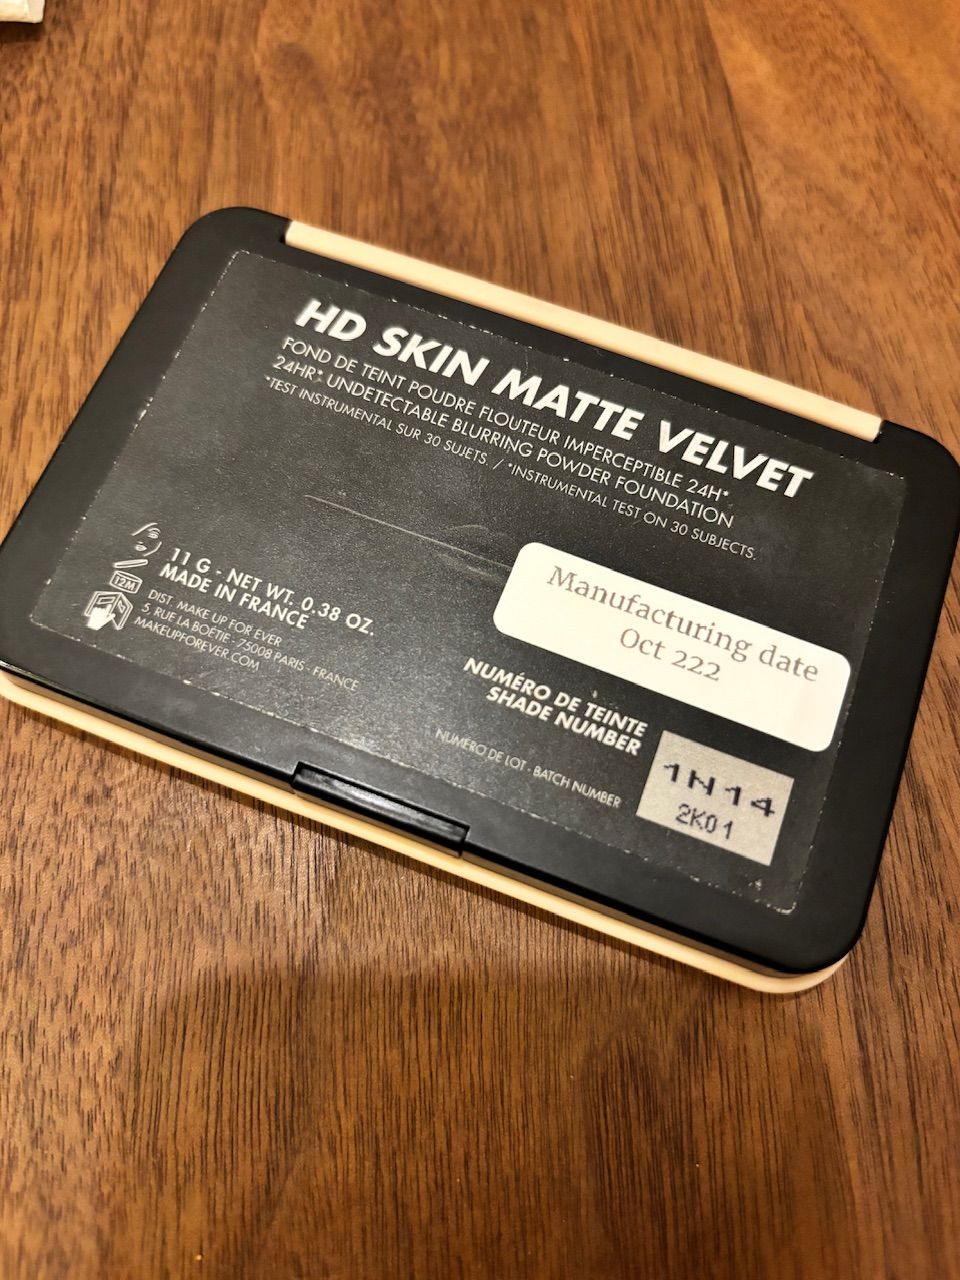 HD SKIN MATTE VELVET
FOND DE TEINT POUDRE FLOUTEUR IMPERCEPTIBLE 24H*
24HR* UNDETECTABLE BLURRING POWDER FOUNDATION
*TEST INSTRUMENTAL SUR 30 SUJETS. / *INSTRUMENTAL TEST ON 30 SUBJECTS.
Manufacturing date
Oct 222
11 G - NET WT. 0.38 OZ.
MADE IN FRANCE
12M
DIST. MAKE UP FOR EVER
5, RUE LA BOÉTIE - 75008 PARIS - FRANCE
MAKEUPFOREVER.COM
NUMÉRO DE TEINTE
SHADE NUMBER
NUMÉRO DE LOT - BATCH NUMBER
1N14
2K01